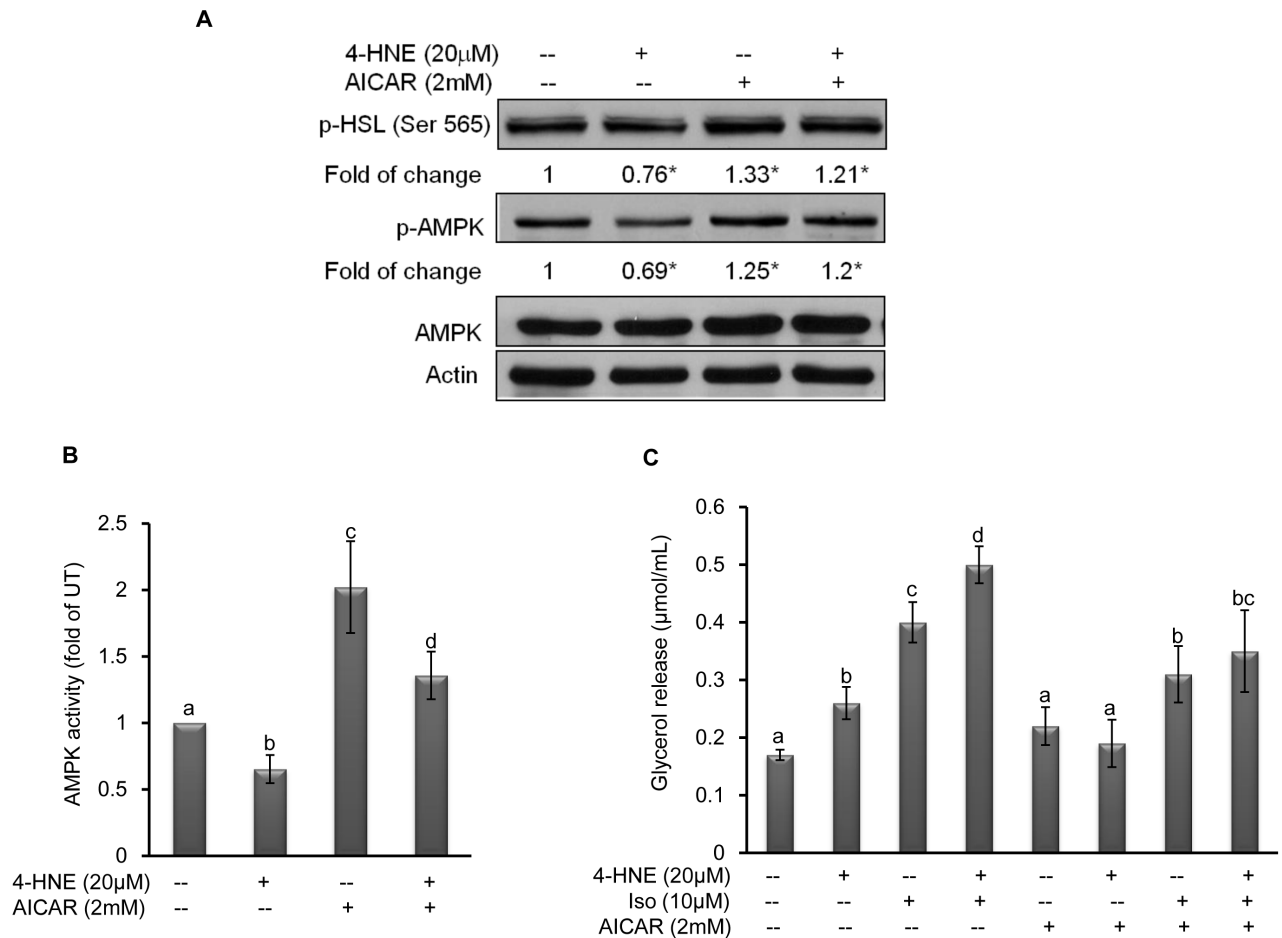 A
4-HNE (20µM) -- + -- +
AICAR (2mM) -- -- + +
p-HSL (Ser 565)
Fold of change 1 0.76* 1.33* 1.21*
p-AMPK
Fold of change 1 0.69* 1.25* 1.2*
AMPK
Actin
B
AMPK activity (fold of UT)
2.5
2
1.5
1
0.5
0
a b c d
4-HNE (20µM) -- + -- +
AICAR (2mM) -- -- + +
C
Glycerol release (µmol/mL)
0.6
0.5
0.4
0.3
0.2
0.1
0
a b c d a a b bc
4-HNE (20µM) -- + -- + -- + -- +
Iso (10µM) -- -- + + -- -- + +
AICAR (2mM) -- -- -- -- + + + +